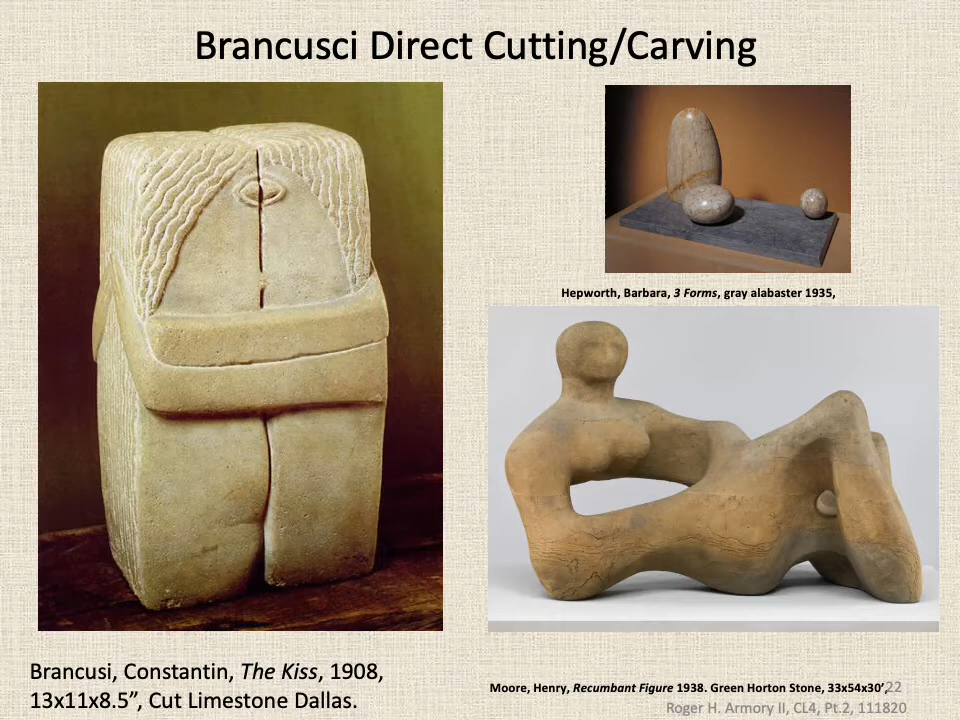 Brancusci Direct Cutting/Carving
Hepworth, Barbara, 3 Forms, gray alabaster 1935,
Brancusi, Constantin, The Kiss, 1908,
13x11x8.5”, Cut Limestone Dallas.
Moore, Henry, Recumbant Figure 1938. Green Horton Stone, 33x54x30’,
22
Roger H. Armory II, CL4, Pt.2, 111820